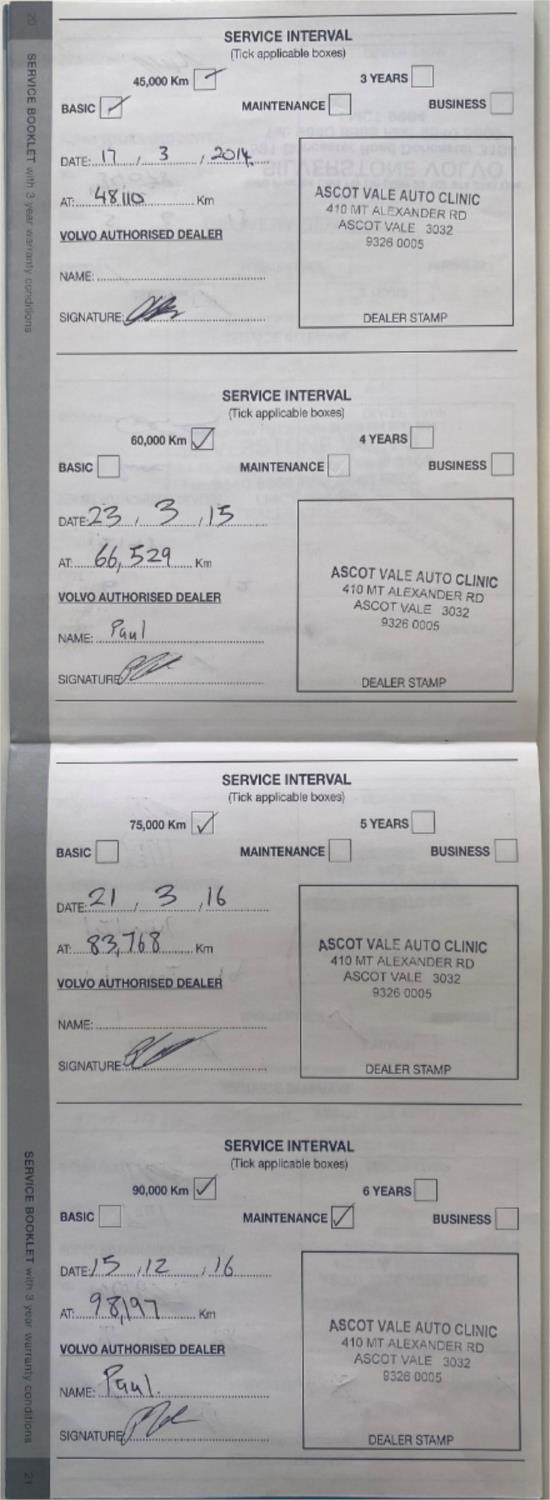 20
SERVICE BOOKLET with 3 year warranty conditions
SERVICE INTERVAL
(Tick applicable boxes)
45,000 Km 3 YEARS
BASIC MAINTENANCE BUSINESS
DATE: 17 / 3 / 2014
AT: 48110 Km
VOLVO AUTHORISED DEALER
NAME:
SIGNATURE:
ASCOT VALE AUTO CLINIC
410 MT ALEXANDER RD
ASCOT VALE 3032
9326 0005
DEALER STAMP
SERVICE INTERVAL
(Tick applicable boxes)
60,000 Km 4 YEARS
BASIC MAINTENANCE BUSINESS
DATE: 23 / 3 / 15
AT: 66,529 Km
VOLVO AUTHORISED DEALER
NAME: Paul
SIGNATURE
ASCOT VALE AUTO CLINIC
410 MT ALEXANDER RD
ASCOT VALE 3032
9326 0005
DEALER STAMP
SERVICE INTERVAL
(Tick applicable boxes)
75,000 Km 5 YEARS
BASIC MAINTENANCE BUSINESS
DATE: 21 / 3 / 16
AT: 83,768 Km
VOLVO AUTHORISED DEALER
NAME:
SIGNATURE:
ASCOT VALE AUTO CLINIC
410 MT ALEXANDER RD
ASCOT VALE 3032
9326 0005
DEALER STAMP
SERVICE INTERVAL
(Tick applicable boxes)
90,000 Km 6 YEARS
BASIC MAINTENANCE BUSINESS
DATE: 15 / 12 / 16
AT: 98,197 Km
VOLVO AUTHORISED DEALER
NAME: Paul.
SIGNATURE
ASCOT VALE AUTO CLINIC
410 MT ALEXANDER RD
ASCOT VALE 3032
9326 0005
DEALER STAMP
SERVICE BOOKLET with 3 year warranty conditions
21